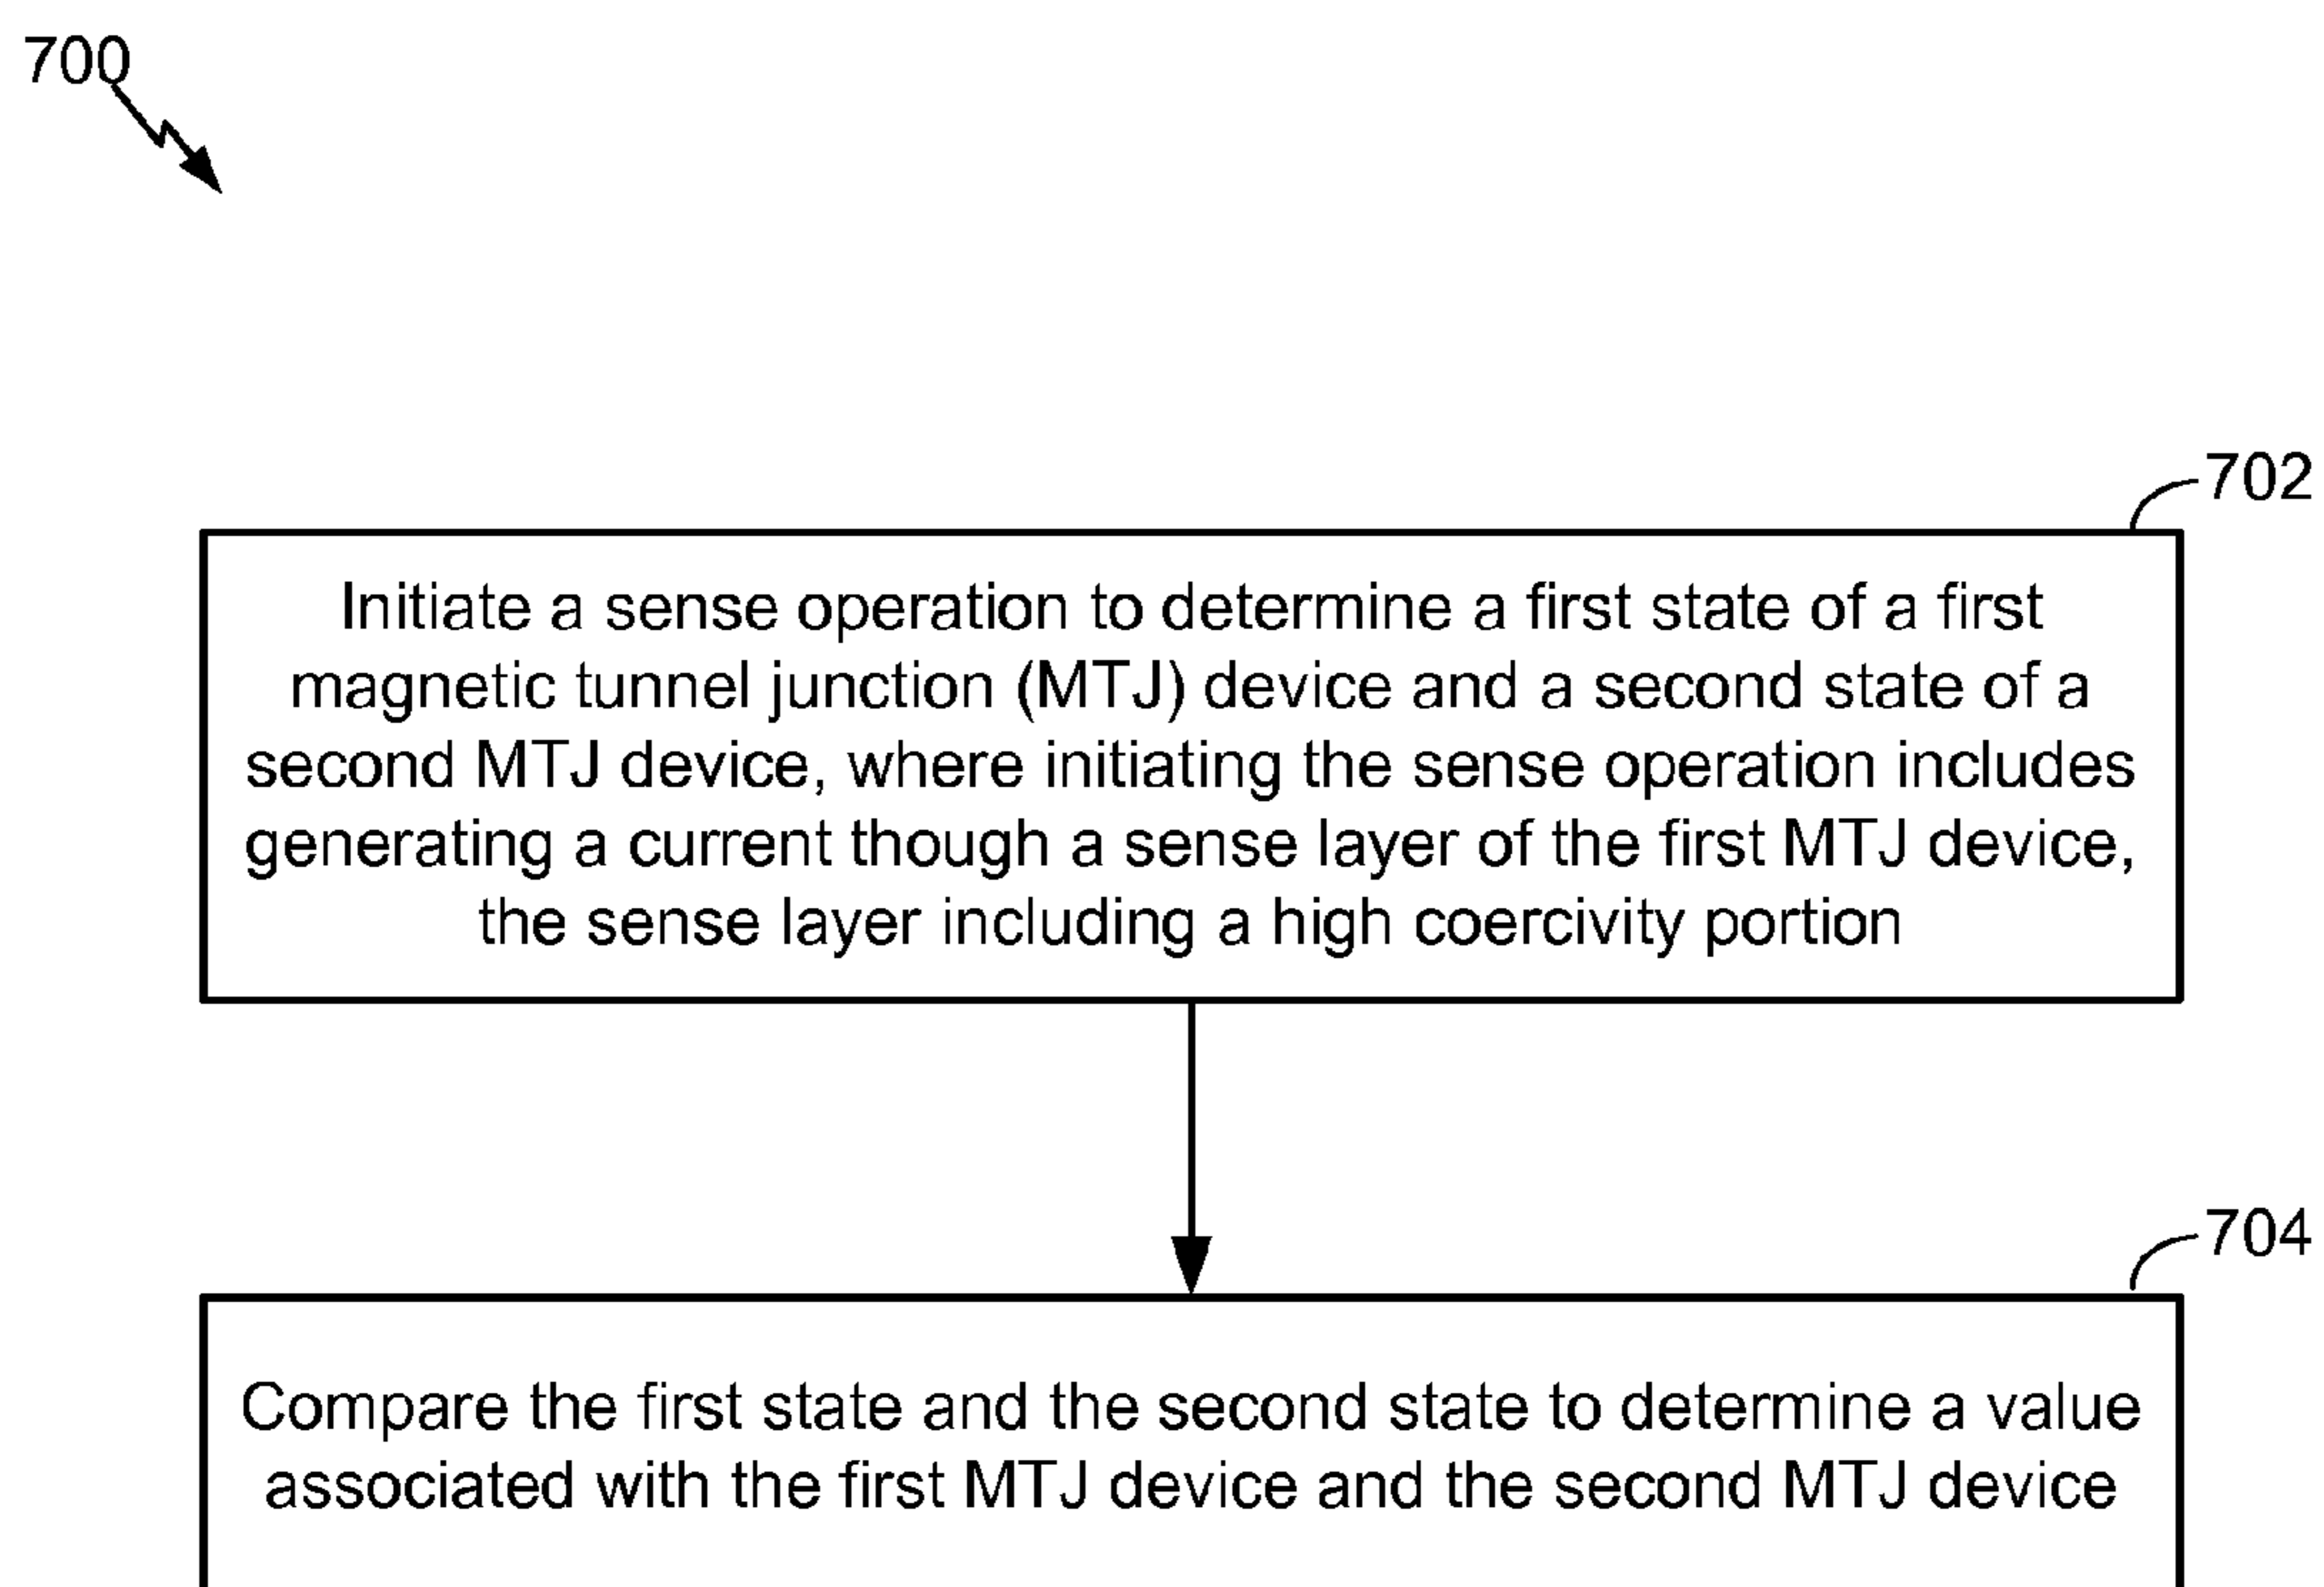 700
702
Initiate a sense operation to determine a first state of a first
magnetic tunnel junction (MTJ) device and a second state of a
second MTJ device, where initiating the sense operation includes
generating a current though a sense layer of the first MTJ device,
the sense layer including a high coercivity portion
704
Compare the first state and the second state to determine a value
associated with the first MTJ device and the second MTJ device